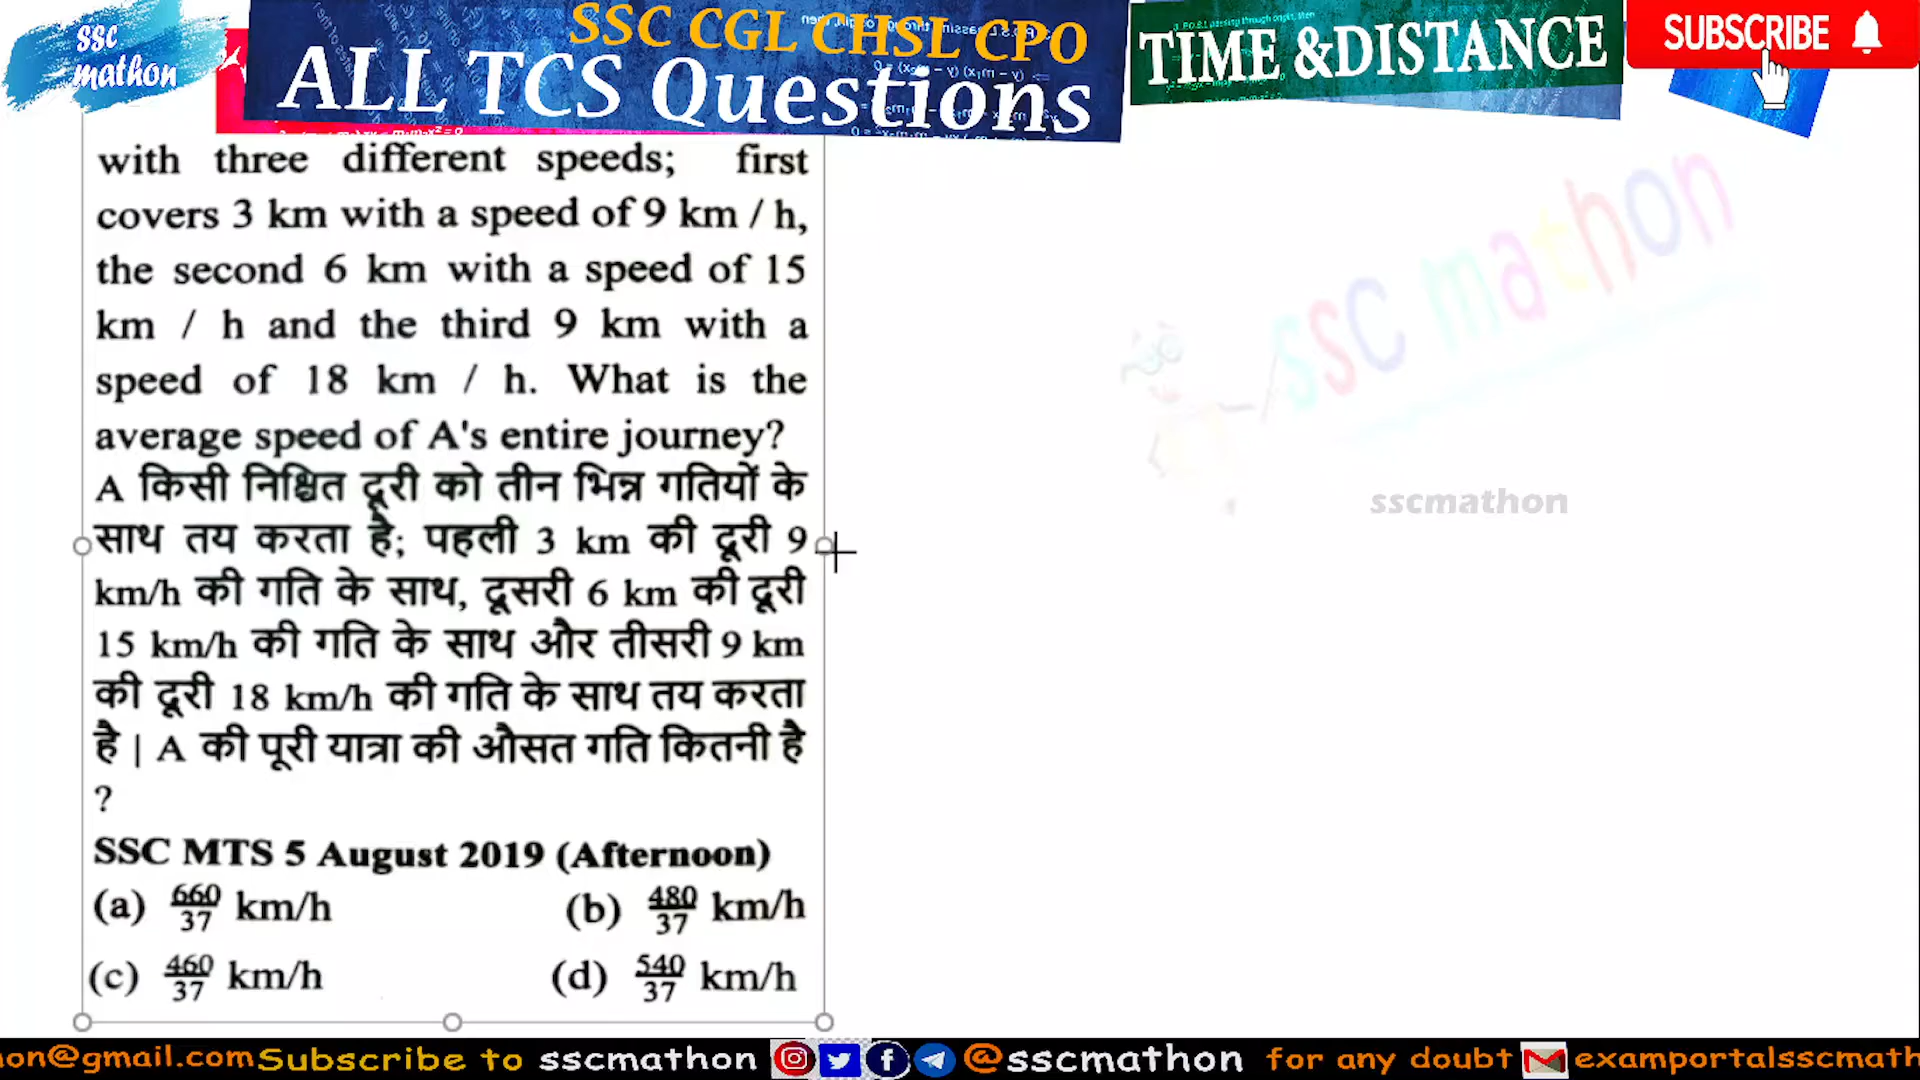 ssc
mathon
SSC CGL CHSL CPO
ALL TCS Questions
TIME &DISTANCE
SUBSCRIBE
with three different speeds; first
covers 3 km with a speed of 9 km / h,
the second 6 km with a speed of 15
km / h and the third 9 km with a
speed of 18 km / h. What is the
average speed of A's entire journey?
A किसी निश्चित दूरी को तीन भिन्न गतियों के
साथ तय करता है; पहली 3 km की दूरी 9
km/h की गति के साथ, दूसरी 6 km की दूरी
15 km/h की गति के साथ और तीसरी 9 km
की दूरी 18 km/h की गति के साथ तय करता
है | A की पूरी यात्रा की औसत गति कितनी है
?
SSC MTS 5 August 2019 (Afternoon)
(a) 660/37 km/h (b) 480/37 km/h
(c) 460/37 km/h (d) 540/37 km/h
ssc mathon
sscmathon
on@gmail.com Subscribe to sscmathon @sscmathon for any doubt examportalsscmath